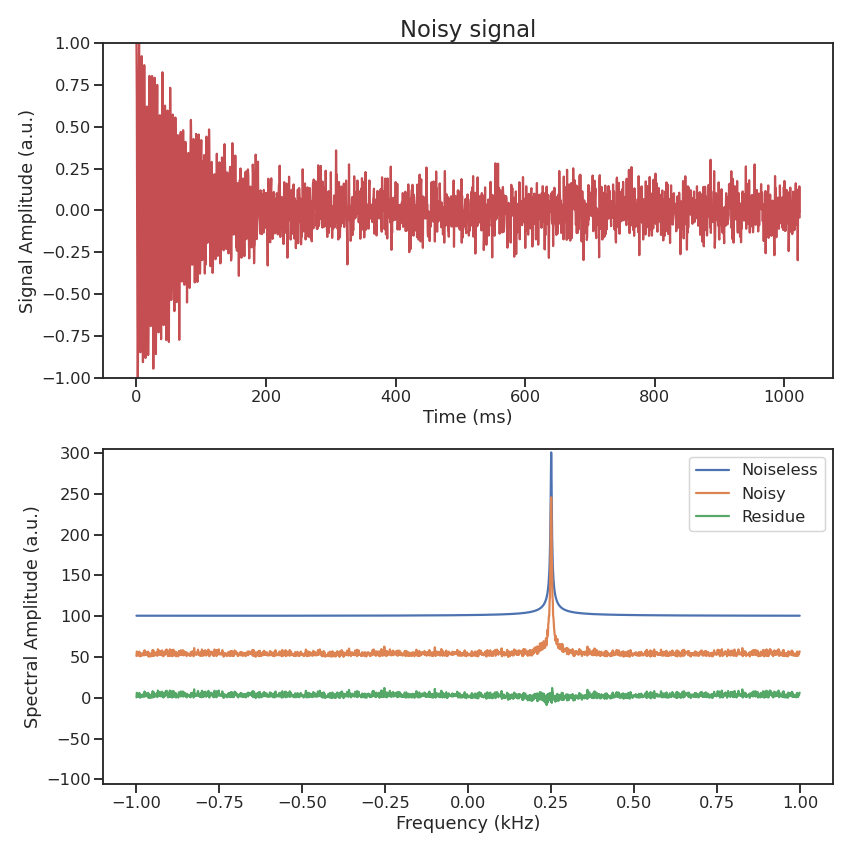 Noisy signal
1.00
0.75
0.50
0.25
0.00
−0.25
−0.50
−0.75
−1.00
Signal Amplitude (a.u.)
0 200 400 600 800 1000
Time (ms)
300
250
200
150
100
50
0
−50
−100
Spectral Amplitude (a.u.)
Noiseless
Noisy
Residue
−1.00 −0.75 −0.50 −0.25 0.00 0.25 0.50 0.75 1.00
Frequency (kHz)